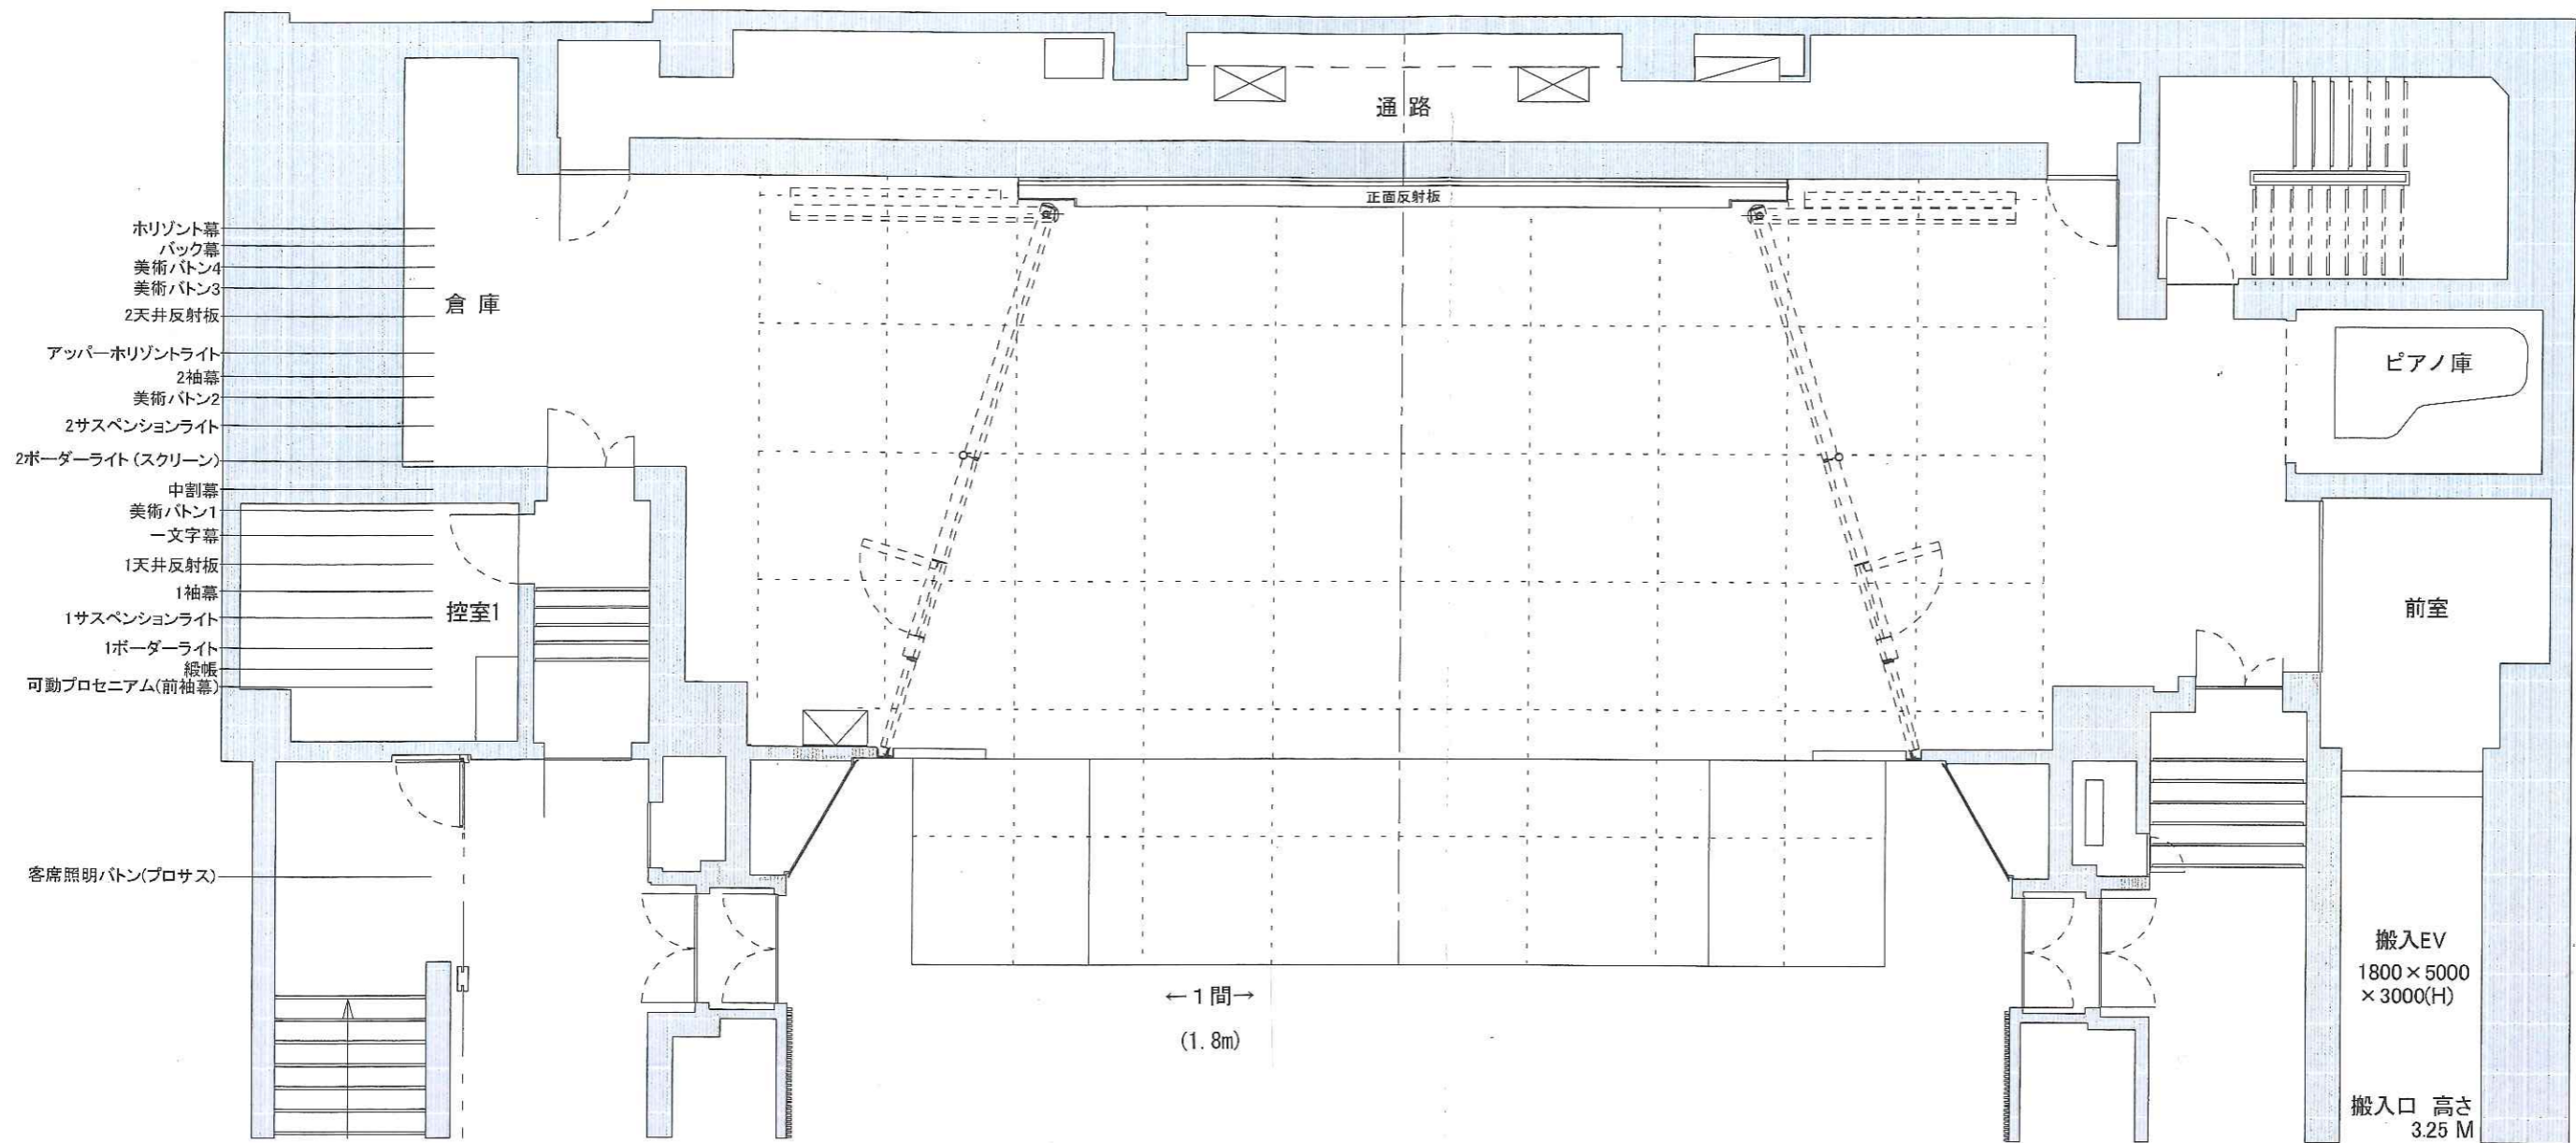 通路
正面反射板
ホリゾント幕
バック幕
美術バトン4
美術バトン3
2天井反射板
アッパーホリゾントライト
2袖幕
美術バトン2
2サスペンションライト
2ボーダーライト(スクリーン)
中割幕
美術バトン1
一文字幕
1天井反射板
1袖幕
1サスペンションライト
1ボーダーライト
緞帳
可動プロセニアム(前袖幕)
客席照明バトン(プロサス)
倉庫
控室1
ピアノ庫
前室
←1間→
(1.8m)
搬入EV
1800×5000
×3000(H)
搬入口 高さ
3.25 M